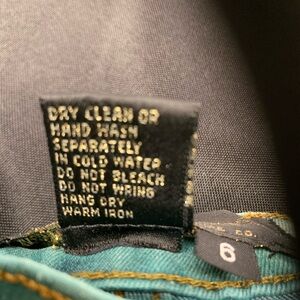 DRY CLEAN OR
HAND WASH
SEPARATELY
IN COLD WATER
DO NOT BLEACH
DO NOT WRING
HANG DRY
WARM IRON
CO.
6